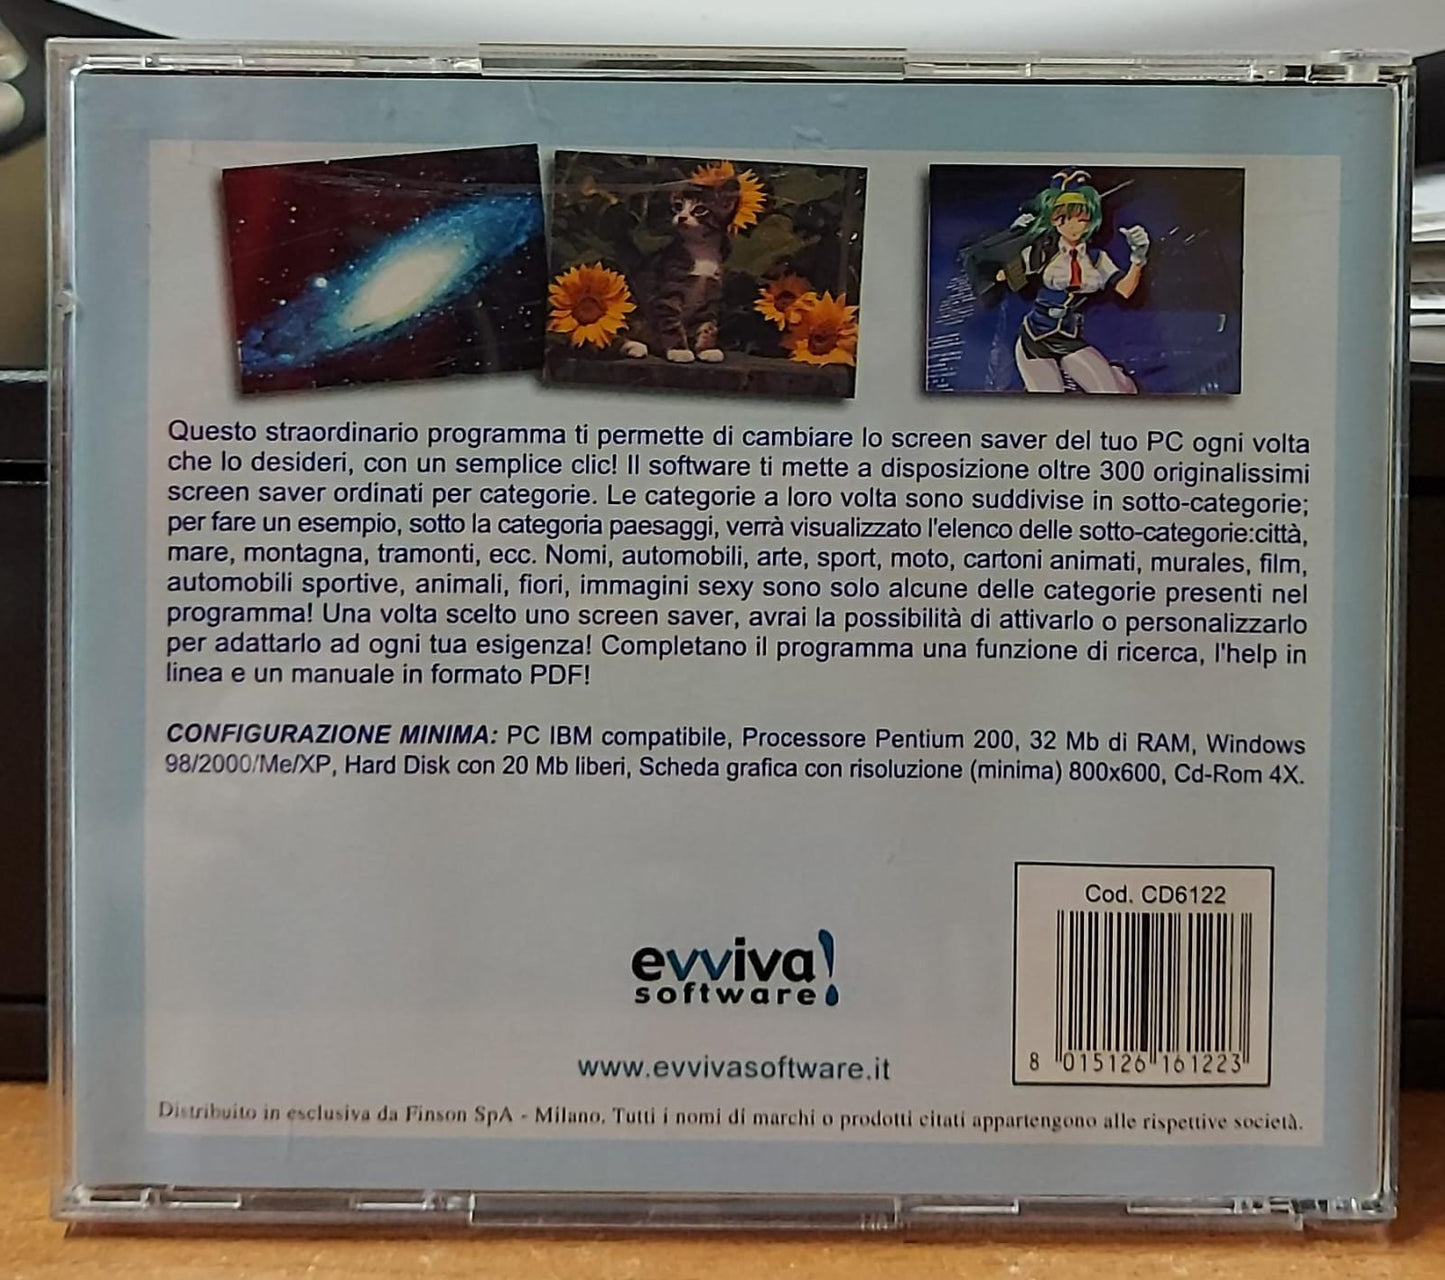 Questo straordinario programma ti permette di cambiare lo screen saver del tuo PC ogni volta
che lo desideri, con un semplice clic! Il software ti mette a disposizione oltre 300 originalissimi
screen saver ordinati per categorie. Le categorie a loro volta sono suddivise in sotto-categorie;
per fare un esempio, sotto la categoria paesaggi, verrà visualizzato l'elenco delle sotto-categorie:città,
mare, montagna, tramonti, ecc. Nomi, automobili, arte, sport, moto, cartoni animati, murales, film,
automobili sportive, animali, fiori, immagini sexy sono solo alcune delle categorie presenti nel
programma! Una volta scelto uno screen saver, avrai la possibilità di attivarlo o personalizzarlo
per adattarlo ad ogni tua esigenza! Completano il programma una funzione di ricerca, l'help in
linea e un manuale in formato PDF!
CONFIGURAZIONE MINIMA: PC IBM compatibile, Processore Pentium 200, 32 Mb di RAM, Windows
98/2000/Me/XP, Hard Disk con 20 Mb liberi, Scheda grafica con risoluzione (minima) 800x600, Cd-Rom 4X.
Cod. CD6122
evviva!
software
8 015126 161223
www.evvivasoftware.it
Distribuito in esclusiva da Finson SpA - Milano. Tutti i nomi di marchi o prodotti citati appartengono alle rispettive società.